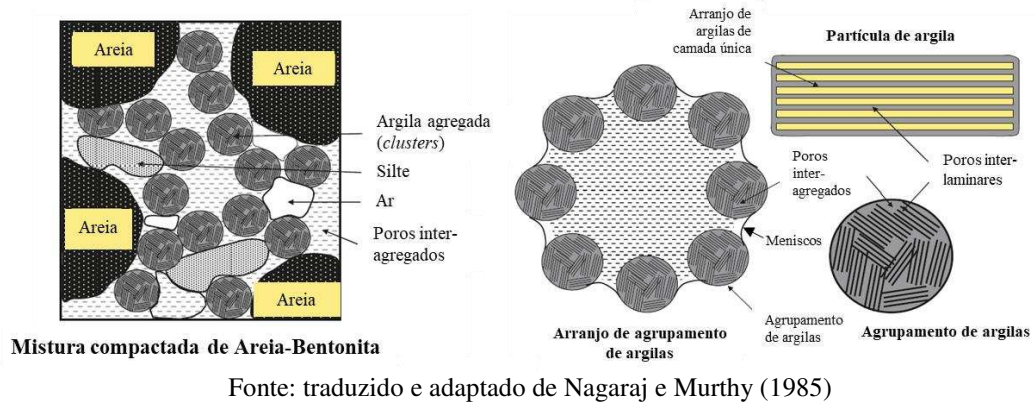 Areia
Areia
Areia
Areia
Argila agregada
(clusters)
Silte
Ar
Poros inter-
agregados
Mistura compactada de Areia-Bentonita
Arranjo de
argilas de
camada única
Partícula de argila
Poros
inter-
agregados
Poros inter-
laminares
Meniscos
Agrupamento
de argilas
Arranjo de agrupamento
de argilas
Agrupamento de argilas
Fonte: traduzido e adaptado de Nagaraj e Murthy (1985)